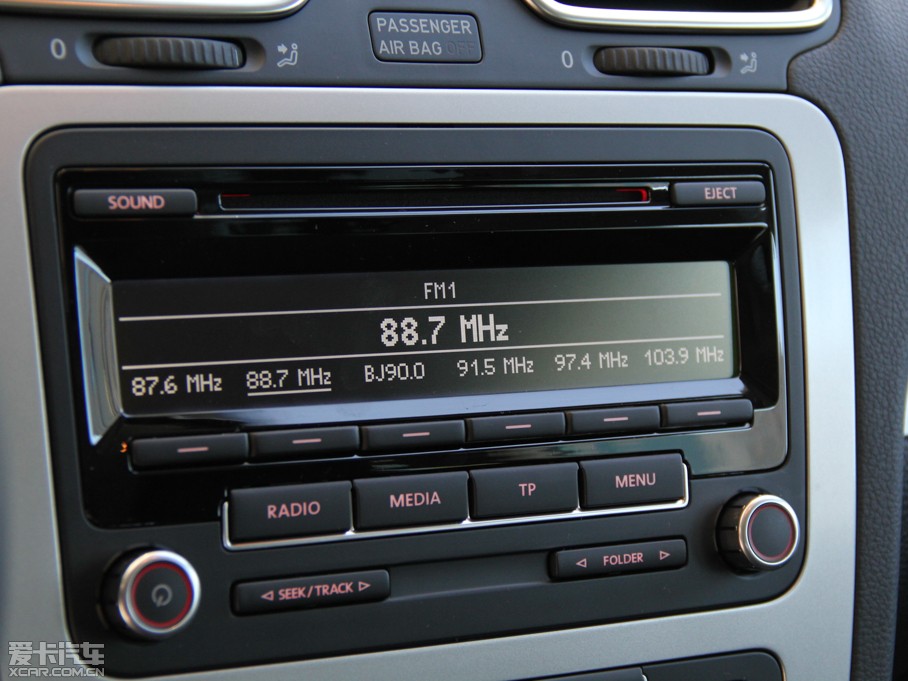 PASSENGER
AIR BAG OFF
0
0
SOUND
EJECT
FM1
88.7 MHz
87.6 MHz 88.7 MHz BJ90.0 91.5 MHz 97.4 MHz 103.9 MHz
RADIO MEDIA TP MENU
SEEK/TRACK
FOLDER
爱卡汽车
XCAR.COM.CN